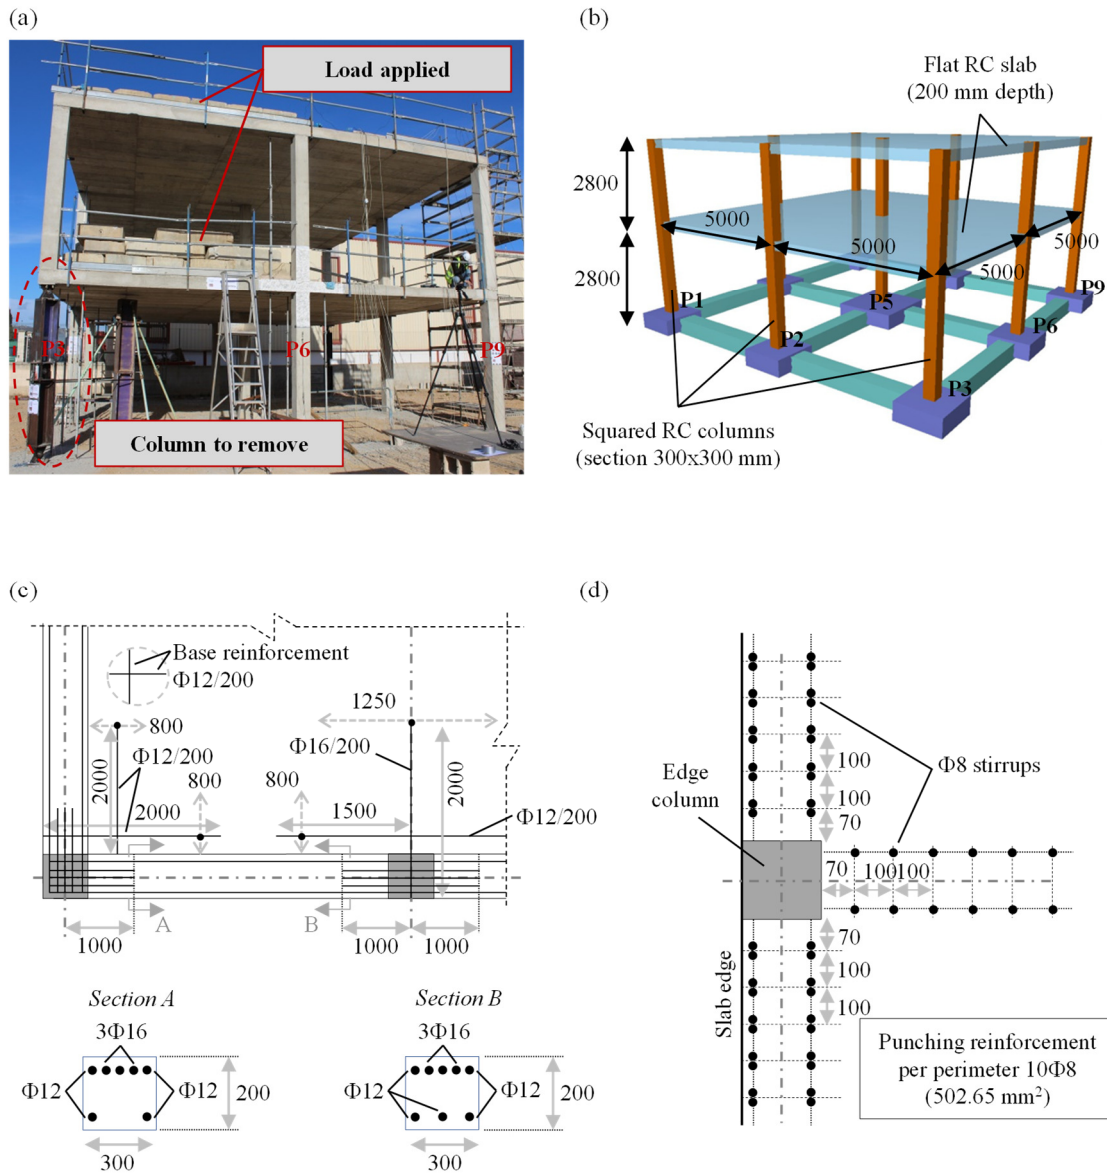 (a)
Load applied
P3
P6
P9
Column to remove
(b)
Flat RC slab
(200 mm depth)
2800
2800
5000
5000
5000
5000
P1
P2
P5
P3
P6
P9
Squared RC columns
(section 300x300 mm)
(c)
Base reinforcement
Φ12/200
800
1250
Φ12/200
Φ16/200
2000
800
800
2000
2000
1500
Φ12/200
A
B
1000
1000
1000
Section A
Section B
3Φ16
3Φ16
Φ12
Φ12
200
Φ12
Φ12
200
300
300
(d)
Edge
column
Φ8 stirrups
100
100
70
70
100
100
70
100
100
Slab edge
Punching reinforcement
per perimeter 10Φ8
(502.65 mm²)